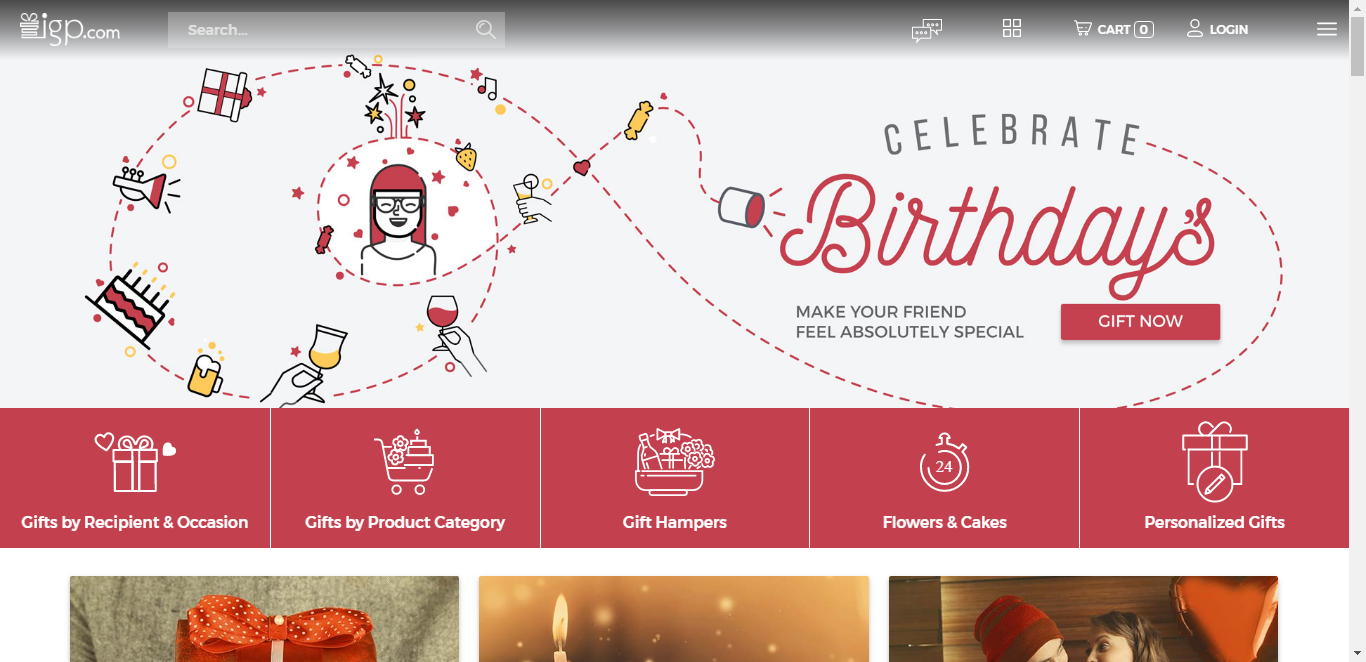 igp.com
Search...
CART 0
LOGIN
CELEBRATE
Birthday's
MAKE YOUR FRIEND
FEEL ABSOLUTELY SPECIAL
GIFT NOW
24
Gifts by Recipient & Occasion
Gifts by Product Category
Gift Hampers
Flowers & Cakes
Personalized Gifts